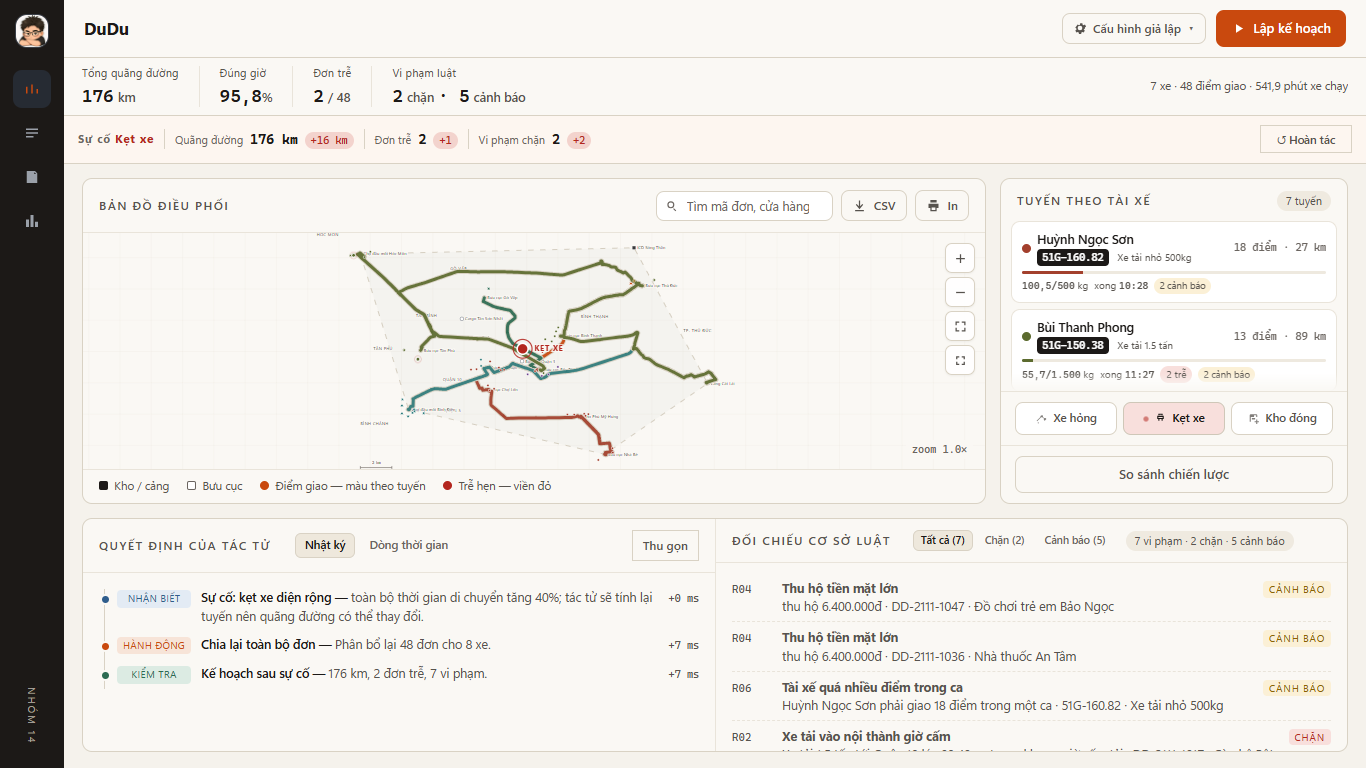 DuDu
Cấu hình giả lập
Lập kế hoạch
Tổng quãng đường
176 km
Đúng giờ
95,8%
Đơn trễ
2 / 48
Vi phạm luật
2 chặn · 5 cảnh báo
7 xe · 48 điểm giao · 541,9 phút xe chạy
Sự cố Kẹt xe
Quãng đường 176 km +16 km
Đơn trễ 2 +1
Vi phạm chặn 2 +2
Hoàn tác
BẢN ĐỒ ĐIỀU PHỐI
Tìm mã đơn, cửa hàng
CSV
In
KẸT XE
BÌNH THẠNH
TP. THỦ ĐỨC
TÂN PHÚ
BÌNH CHÁNH
2 km
zoom 1.0×
Kho / cảng
Bưu cục
Điểm giao — màu theo tuyến
Trễ hẹn — viền đỏ
TUYẾN THEO TÀI XẾ
7 tuyến
Huỳnh Ngọc Sơn
18 điểm · 27 km
51G-160.82 Xe tải nhỏ 500kg
100,5/500 kg xong 10:28 2 cảnh báo
Bùi Thanh Phong
13 điểm · 89 km
51G-150.38 Xe tải 1.5 tấn
55,7/1.500 kg xong 11:27 2 trễ 2 cảnh báo
Xe hỏng
Kẹt xe
Kho đóng
So sánh chiến lược
QUYẾT ĐỊNH CỦA TÁC TỬ
Nhật ký
Dòng thời gian
Thu gọn
NHẬN BIẾT
Sự cố: kẹt xe diện rộng — toàn bộ thời gian di chuyển tăng 40%; tác tử sẽ tính lại
tuyến nên quãng đường có thể thay đổi.
+0 ms
HÀNH ĐỘNG
Chia lại toàn bộ đơn — Phân bổ lại 48 đơn cho 8 xe.
+7 ms
KIỂM TRA
Kế hoạch sau sự cố — 176 km, 2 đơn trễ, 7 vi phạm.
+7 ms
ĐỐI CHIẾU CƠ SỞ LUẬT
Tất cả (7)
Chặn (2)
Cảnh báo (5)
7 vi phạm · 2 chặn · 5 cảnh báo
R04 Thu hộ tiền mặt lớn CẢNH BÁO
thu hộ 6.400.000đ · DD-2111-1047 · Đồ chơi trẻ em Bảo Ngọc
R04 Thu hộ tiền mặt lớn CẢNH BÁO
thu hộ 6.400.000đ · DD-2111-1036 · Nhà thuốc An Tâm
R06 Tài xế quá nhiều điểm trong ca CẢNH BÁO
Huỳnh Ngọc Sơn phải giao 18 điểm trong một ca · 51G-160.82 · Xe tải nhỏ 500kg
R02 Xe tải vào nội thành giờ cấm CHẶN
NHÓM 14